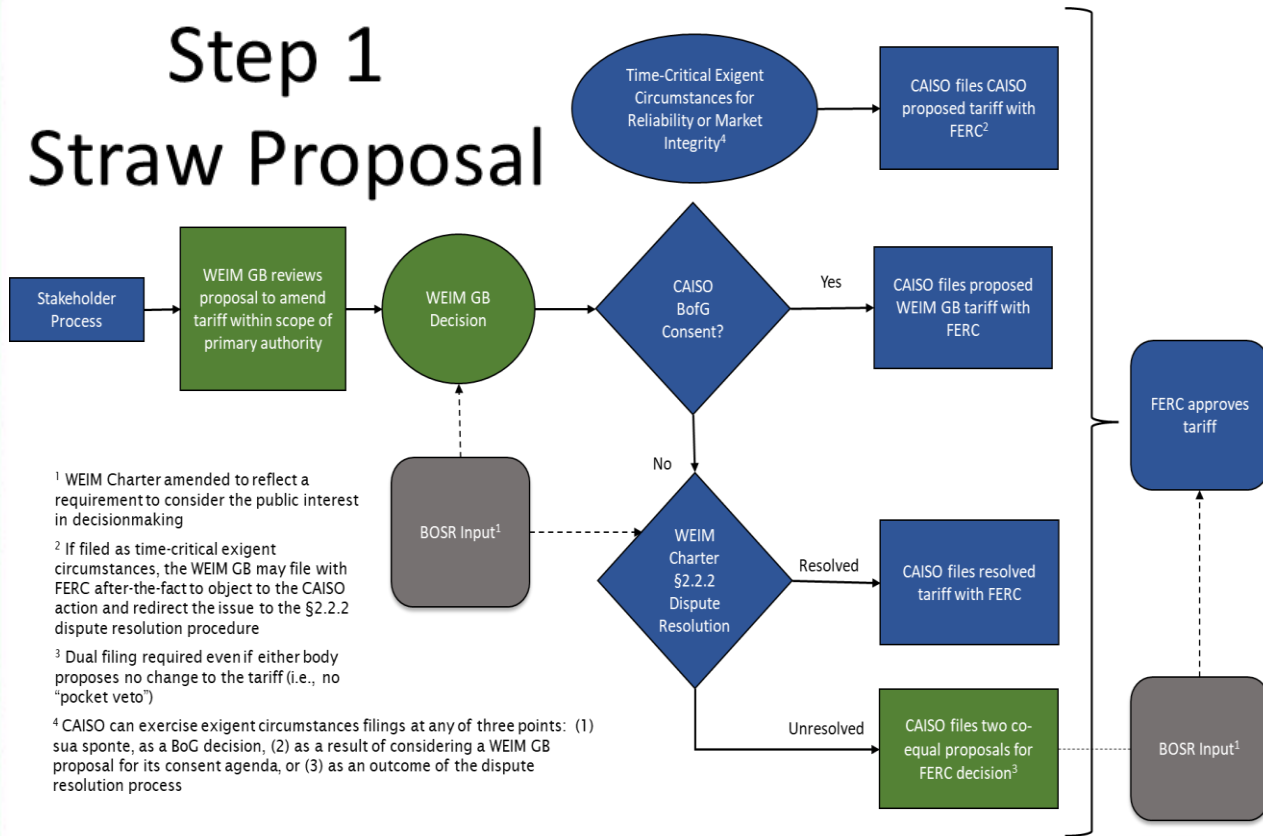 Step 1
Straw Proposal
Time-Critical Exigent
Circumstances for
Reliability or Market
Integrity4
CAISO files CAISO
proposed tariff with
FERC2
Stakeholder
Process
WEIM GB reviews
proposal to amend
tariff within scope of
primary authority
WEIM GB
Decision
CAISO
BofG
Consent?
Yes
CAISO files proposed
WEIM GB tariff with
FERC
FERC approves
tariff
No
BOSR Input1
WEIM
Charter
§2.2.2
Dispute
Resolution
Resolved
CAISO files resolved
tariff with FERC
Unresolved
CAISO files two co-
equal proposals for
FERC decision3
BOSR Input1
1 WEIM Charter amended to reflect a
requirement to consider the public interest
in decisionmaking
2 If filed as time-critical exigent
circumstances, the WEIM GB may file with
FERC after-the-fact to object to the CAISO
action and redirect the issue to the §2.2.2
dispute resolution procedure
3 Dual filing required even if either body
proposes no change to the tariff (i.e., no
“pocket veto”)
4 CAISO can exercise exigent circumstances filings at any of three points: (1)
sua sponte, as a BoG decision, (2) as a result of considering a WEIM GB
proposal for its consent agenda, or (3) as an outcome of the dispute
resolution process